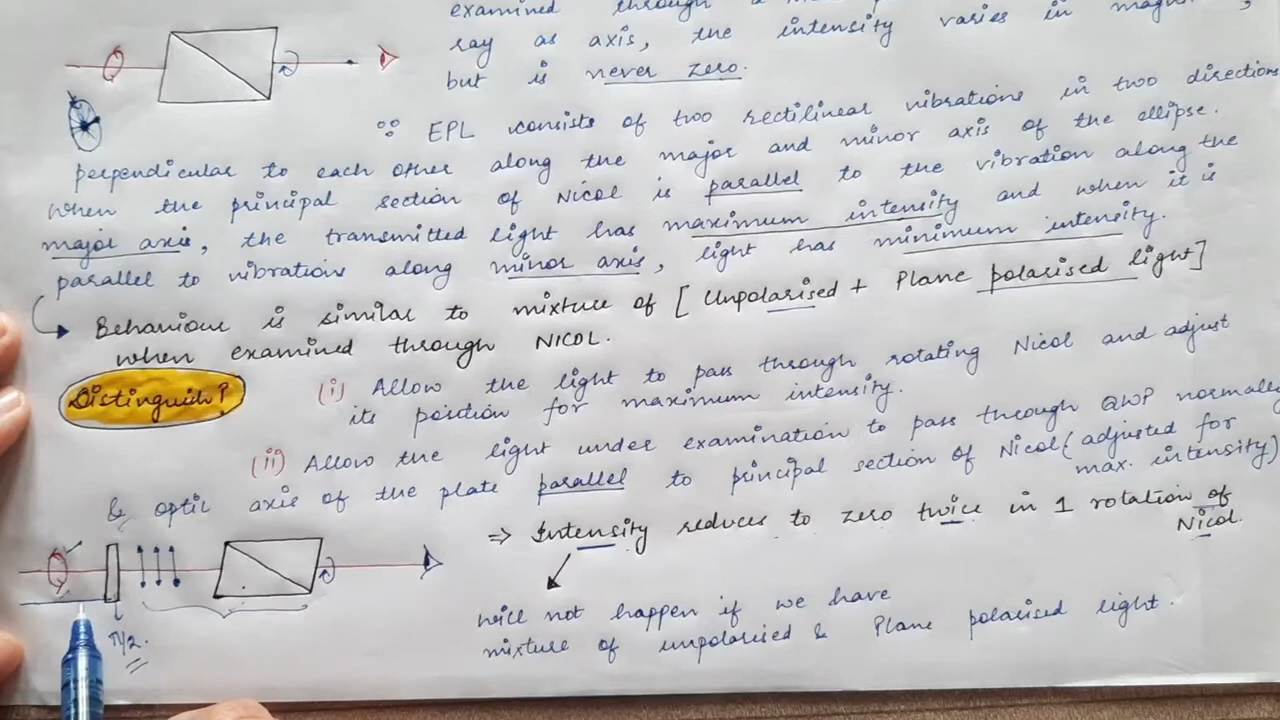 examined through a
ray as axis, the intensity varies in
but is never zero.
∵ EPL consists of two rectilinear vibrations in two directions
perpendicular to each other along the major and minor axis of the ellipse.
when the principal section of Nicol is parallel to the vibration along the
major axis, the transmitted light has maximum intensity and when it is
parallel to vibrations along minor axis, light has minimum intensity.
Behaviour is similar to mixture of [Unpolarised + Plane polarised light]
when examined through NICOL.
Distinguish?
(i) Allow the light to pass through rotating Nicol and adjust
its position for maximum intensity.
(ii) Allow the light under examination to pass through QWP normally
& optic axis of the plate parallel to principal section of Nicol (adjusted for
max. intensity)
⇒ Intensity reduces to zero twice in 1 rotation of
Nicol.
will not happen if we have
mixture of unpolarised & Plane polarised light.
π/2.